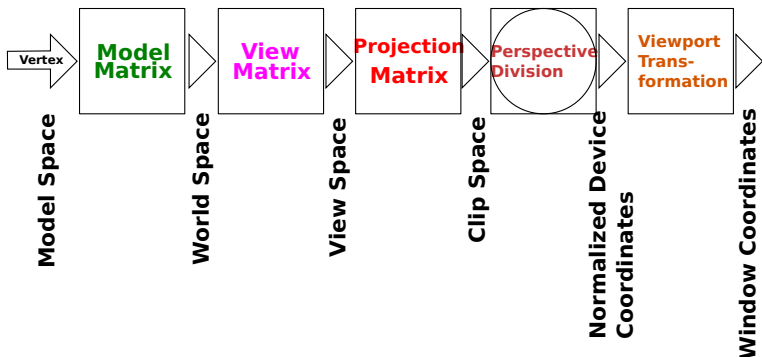 Vertex
Model
Matrix
View
Matrix
Projection
Matrix
Perspective
Division
Viewport
Trans-
formation
Model Space
World Space
View Space
Clip Space
Normalized Device
Coordinates
Window Coordinates